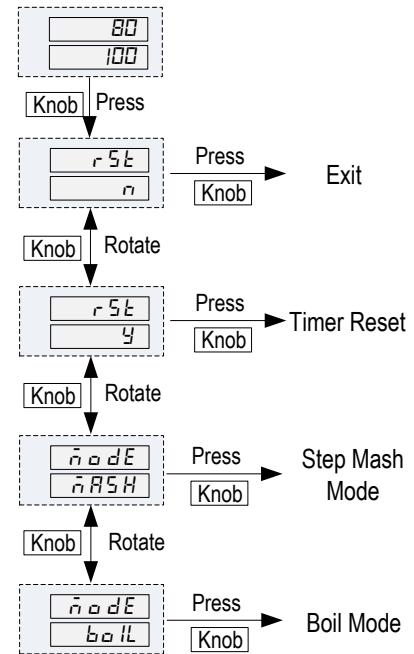 80
100
Knob Press
rSt
n
Press
Knob
Exit
Knob Rotate
rSt
y
Press
Knob
Timer Reset
Knob Rotate
modE
mASH
Press
Knob
Step Mash
Mode
Knob Rotate
modE
boIL
Press
Knob
Boil Mode